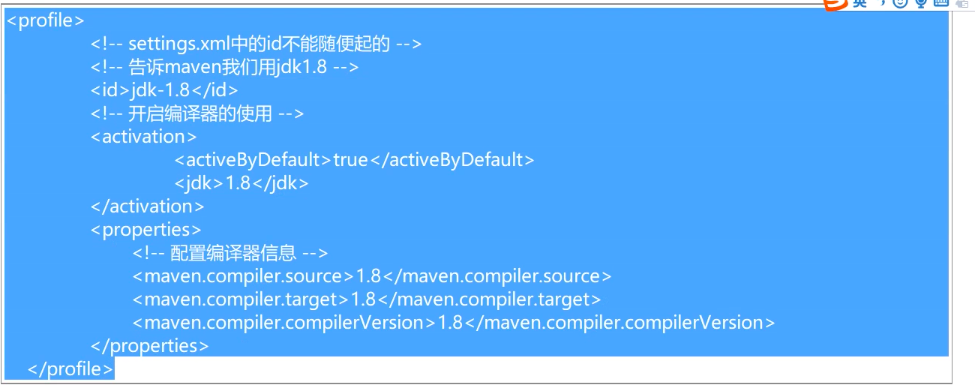 英
<profile>
<!-- settings.xml中的id不能随便起的 -->
<!-- 告诉maven我们用jdk1.8 -->
<id>jdk-1.8</id>
<!-- 开启编译器的使用 -->
<activation>
<activeByDefault>true</activeByDefault>
<jdk>1.8</jdk>
</activation>
<properties>
<!-- 配置编译器信息 -->
<maven.compiler.source>1.8</maven.compiler.source>
<maven.compiler.target>1.8</maven.compiler.target>
<maven.compiler.compilerVersion>1.8</maven.compiler.compilerVersion>
</properties>
</profile>